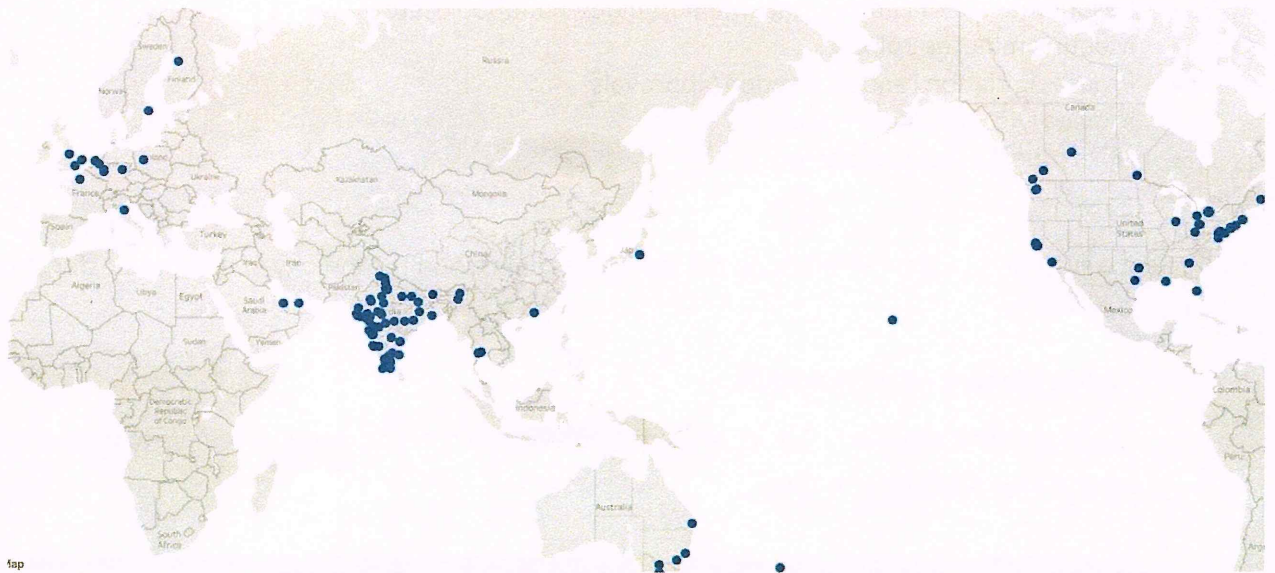 Sweden
Russia
Finland
Norway
Canada
Ukraine
Kazakhstan
France
Mongolia
Spain
Turkey
United
States
Iraq
Iran
China
Algeria
Libya
Egypt
Pakistan
Saudi
Arabia
Mexico
Sudan
Yemen
Colombia
Democratic
Republic
of Congo
Indonesia
Peru
Australia
South
Africa